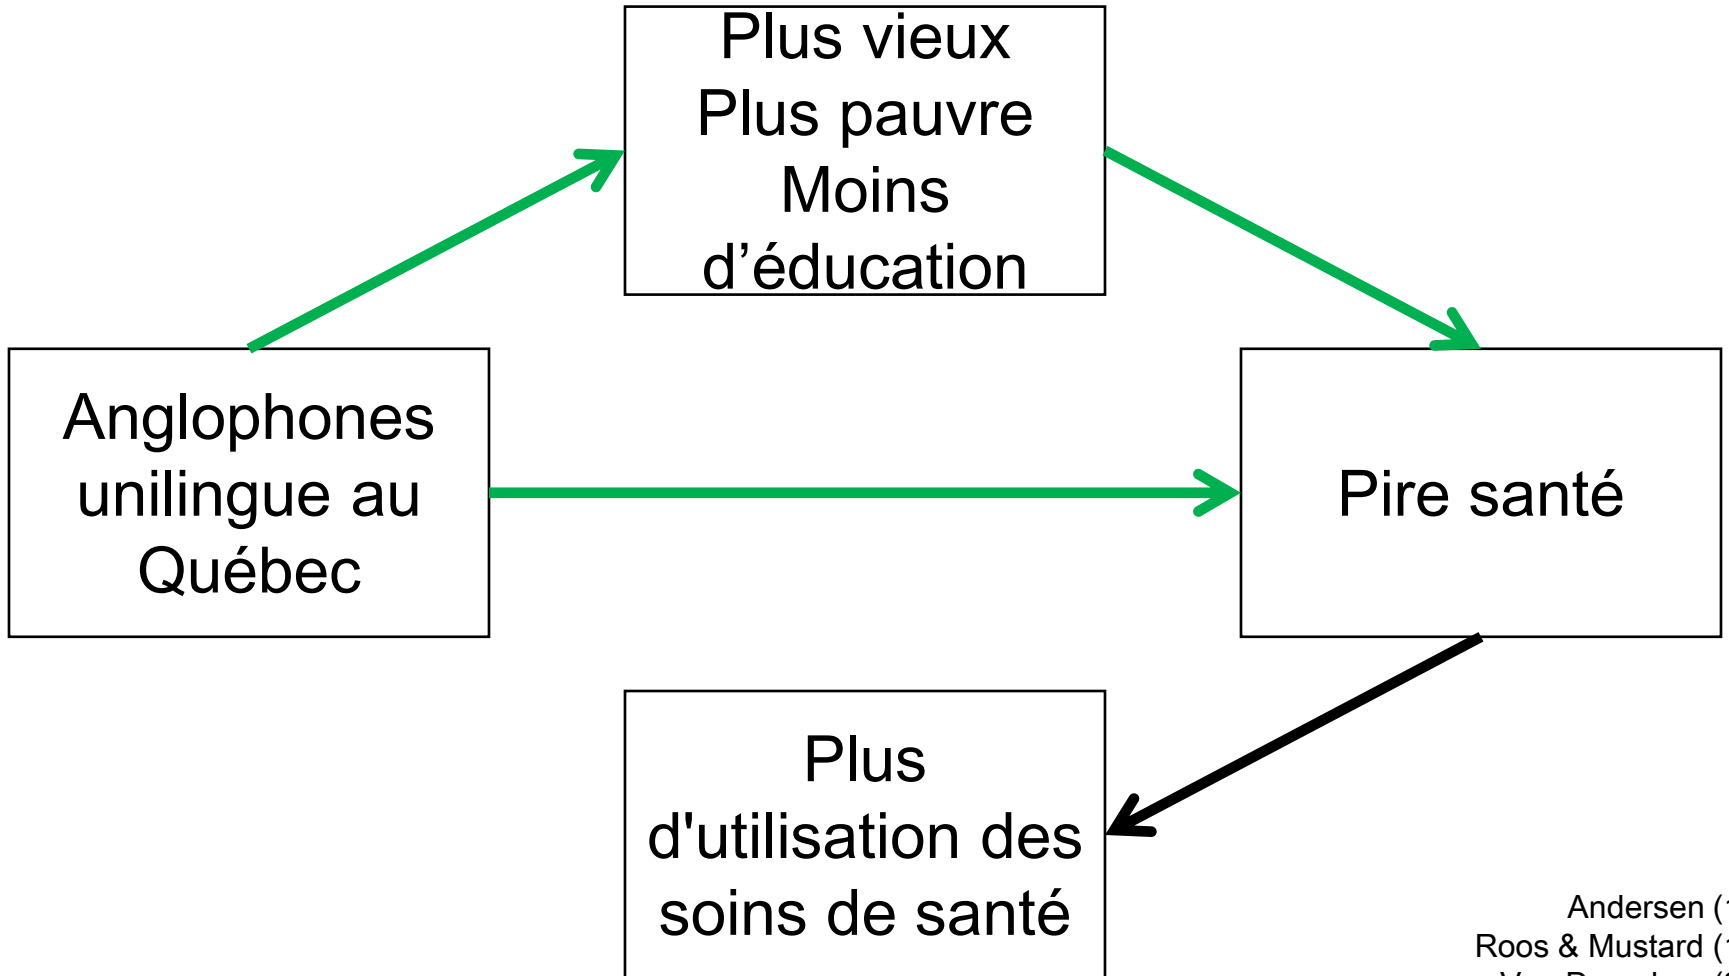 Plus vieux
Plus pauvre
Moins
d’éducation
Anglophones
unilingue au
Québec
Pire santé
Plus
d'utilisation des
soins de santé
Andersen (
Roos & Mustard (